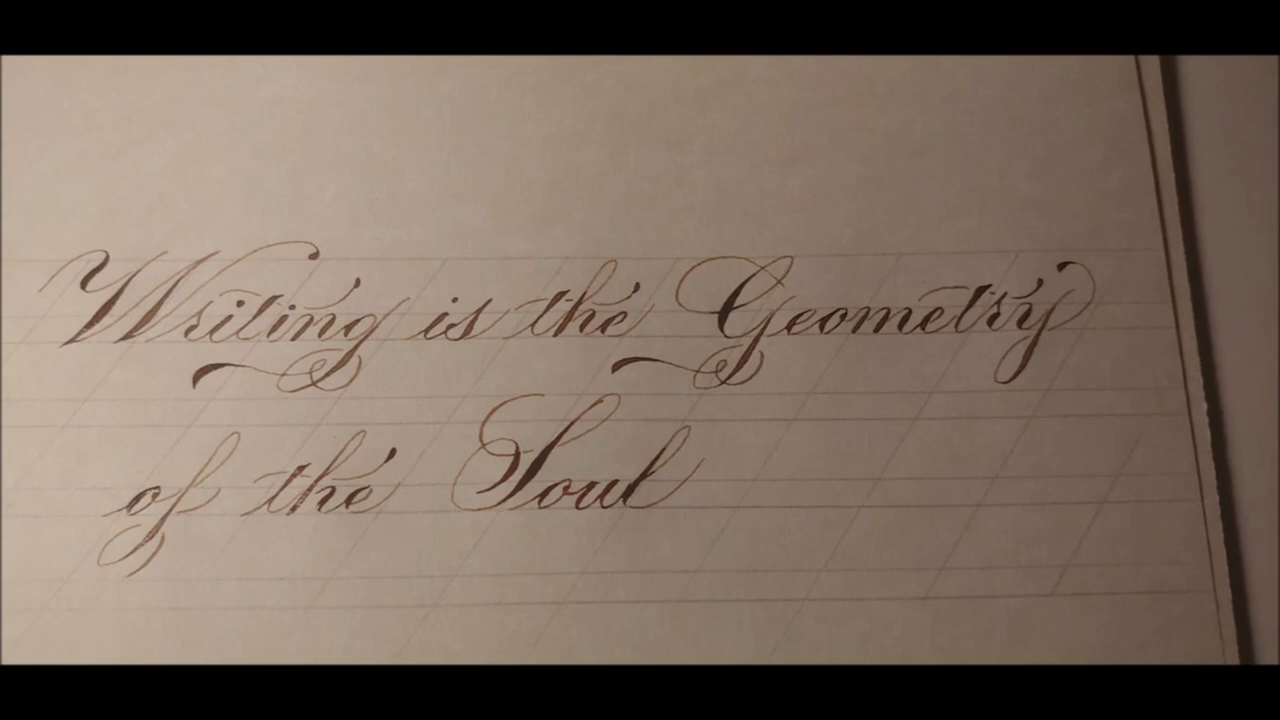 Writing is the Geometry
of the Soul